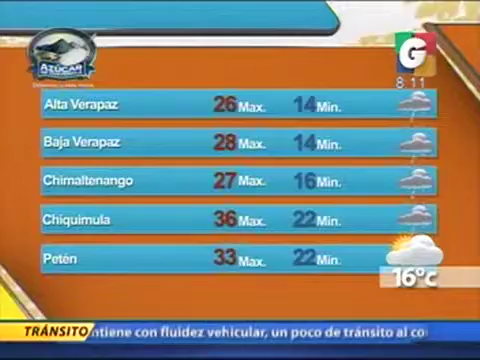 AZÚCAR
G
8:11
Alta Verapaz 26 Max. 14 Min.
Baja Verapaz 28 Max. 14 Min.
Chimaltenango 27 Max. 16 Min.
Chiquimula 36 Max. 22 Min.
Petén 33 Max. 22 Min.
16°c
TRÁNSITO ntiene con fluidez vehicular, un poco de tránsito al co